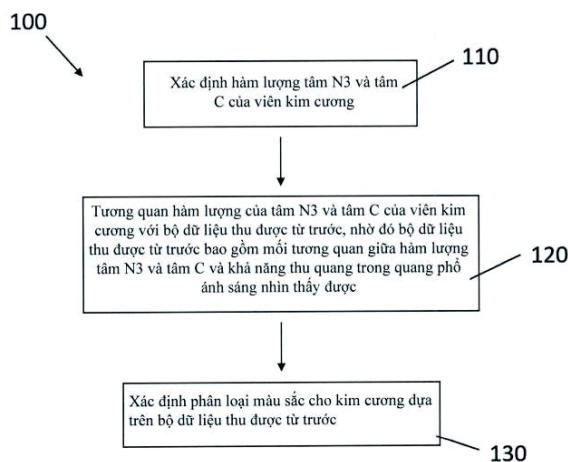 100
110
Xác định hàm lượng tâm N3 và tâm
C của viên kim cương
Tương quan hàm lượng của tâm N3 và tâm C của viên kim
cương với bộ dữ liệu thu được từ trước, nhờ đó bộ dữ liệu
thu được từ trước bao gồm mối tương quan giữa hàm lượng
tâm N3 và tâm C và khả năng thu quang trong quang phổ
ánh sáng nhìn thấy được
120
Xác định phân loại màu sắc cho kim cương dựa
trên bộ dữ liệu thu được từ trước
130